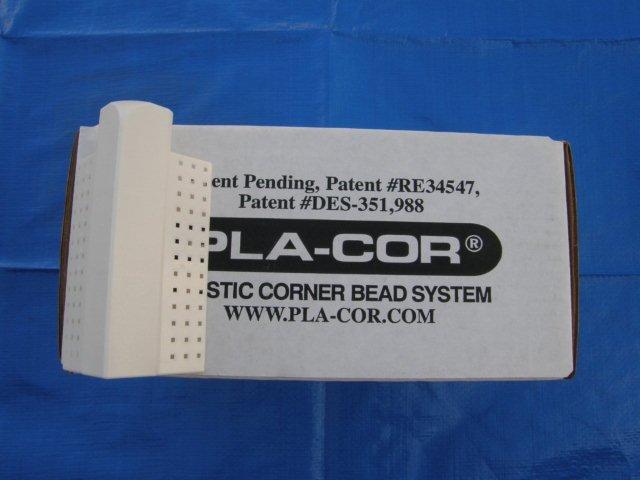 ent Pending, Patent #RE34547,
Patent #DES-351,988
PLA-COR®
STIC CORNER BEAD SYSTEM
WWW.PLA-COR.COM